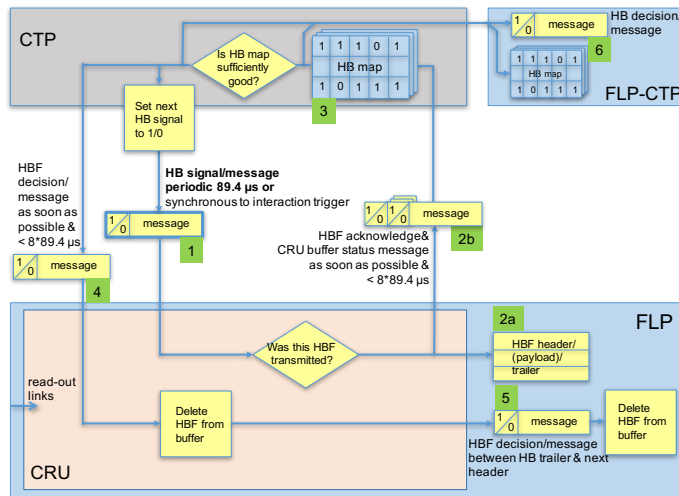 CTP
Is HB map
sufficiently
good?
1 1 1 0 1
HB map
1 0 1 1 1
3
1/0 message
HB decision/
message
6
1 1 1 0 1
HB map
1 0 1 1 1
FLP-CTP
Set next
HB signal
to 1/0
HBF
decision/
message
as soon as
possible &
< 8*89.4 µs
HB signal/message
periodic 89.4 µs or
synchronous to interaction trigger
1/0 message
1
1/0 1/0 message
2b
HBF acknowledge&
CRU buffer status message
as soon as possible&
< 8*89.4 µs
1/0 message
4
FLP
2a
HBF header/
(payload)/
trailer
Was this HBF
transmitted?
read-out
links
Delete
HBF from
buffer
5
1/0 message
HBF decision/message
between HB trailer & next
header
Delete
HBF from
buffer
CRU